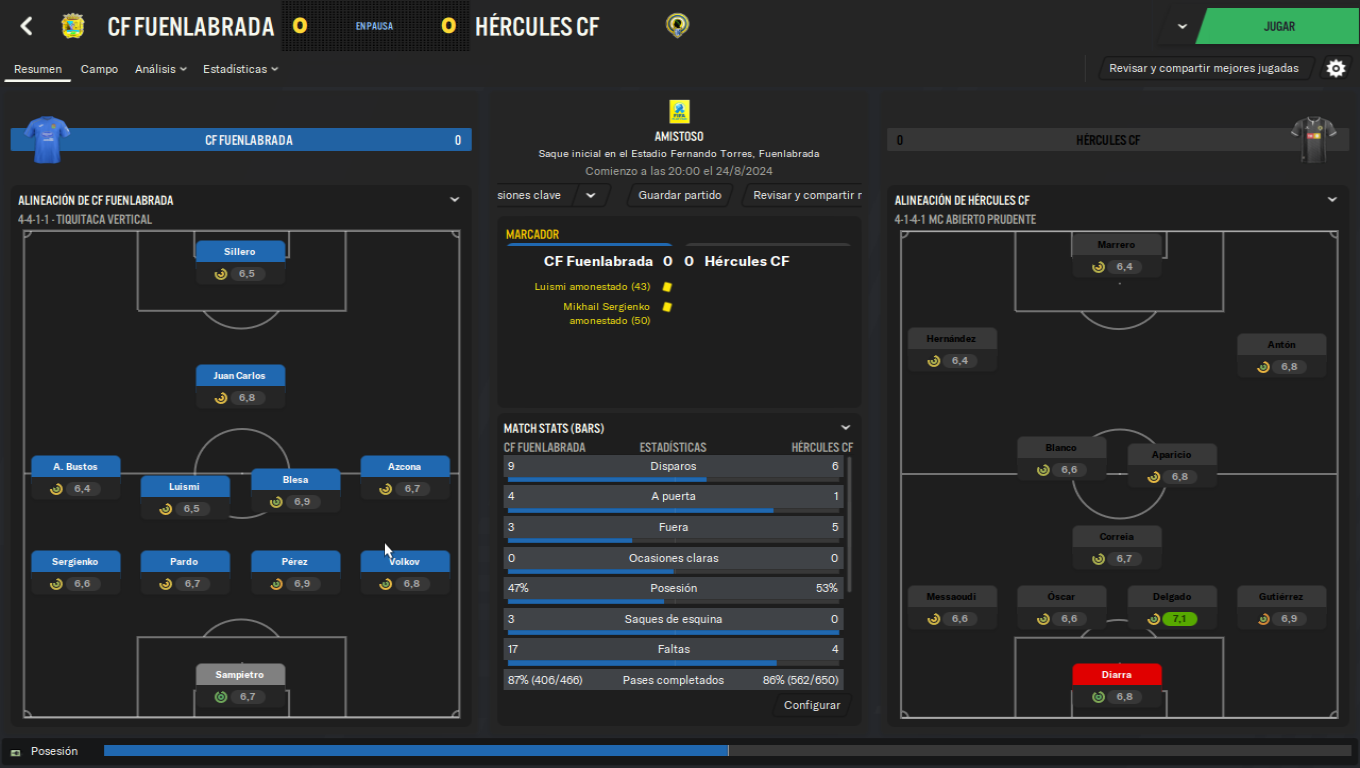 CF FUENLABRADA
0
EN PAUSA
0
HÉRCULES CF
JUGAR
Resumen
Campo
Análisis
Estadísticas
Revisar y compartir mejores jugadas
CF FUENLABRADA
0
AMISTOSO
Saque inicial en el Estadio Fernando Torres, Fuenlabrada
Comienzo a las 20:00 el 24/8/2024
siones clave
Guardar partido
Revisar y compartir r
0
HÉRCULES CF
ALINEACIÓN DE CF FUENLABRADA
4-4-1-1 - TIQUITACA VERTICAL
Sillero
6,5
Juan Carlos
6,8
A. Bustos
6,4
Luismi
6,5
Blesa
6,9
Azcona
6,7
Sergienko
6,6
Pardo
6,7
Pérez
6,9
Volkov
6,8
Sampietro
6,7
MARCADOR
CF Fuenlabrada 0 0 Hércules CF
Luismi amonestado (43)
Mikhail Sergienko
amonestado (50)
MATCH STATS (BARS)
CF FUENLABRADA ESTADÍSTICAS HÉRCULES CF
9 Disparos 6
4 A puerta 1
3 Fuera 5
0 Ocasiones claras 0
47% Posesión 53%
3 Saques de esquina 0
17 Faltas 4
87% (406/466) Pases completados 86% (562/650)
Configurar
ALINEACIÓN DE HÉRCULES CF
4-1-4-1 MC ABIERTO PRUDENTE
Marrero
6,4
Hernández
6,4
Antón
6,8
Blanco
6,6
Aparicio
6,8
Correia
6,7
Messaoudi
6,6
Óscar
6,6
Delgado
7,1
Gutiérrez
6,9
Diarra
6,8
Posesión